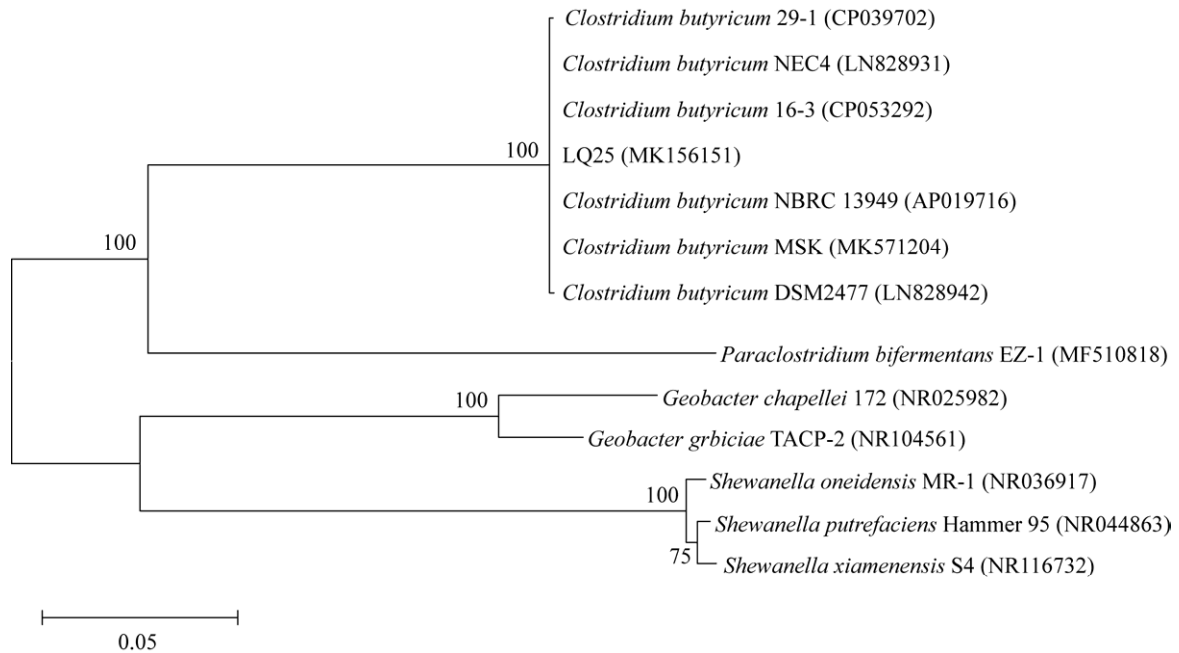 Clostridium butyricum 29-1 (CP039702)
Clostridium butyricum NEC4 (LN828931)
Clostridium butyricum 16-3 (CP053292)
100
LQ25 (MK156151)
Clostridium butyricum NBRC 13949 (AP019716)
100
Clostridium butyricum MSK (MK571204)
Clostridium butyricum DSM2477 (LN828942)
Paraclostridium bifermentans EZ-1 (MF510818)
100
Geobacter chapellei 172 (NR025982)
Geobacter grbiciae TACP-2 (NR104561)
100
Shewanella oneidensis MR-1 (NR036917)
Shewanella putrefaciens Hammer 95 (NR044863)
75
Shewanella xiamenensis S4 (NR116732)
0.05